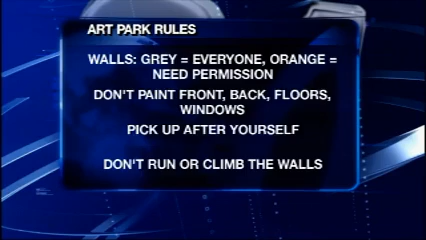 ART PARK RULES
WALLS: GREY = EVERYONE, ORANGE =
NEED PERMISSION
DON'T PAINT FRONT, BACK, FLOORS,
WINDOWS
PICK UP AFTER YOURSELF
DON'T RUN OR CLIMB THE WALLS